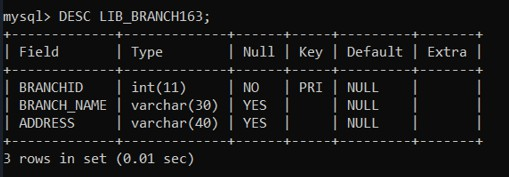 mysql> DESC LIB_BRANCH163;
+-------------+-------------+------+-----+---------+-------+
| Field       | Type        | Null | Key | Default | Extra |
+-------------+-------------+------+-----+---------+-------+
| BRANCHID    | int(11)     | NO   | PRI | NULL    |       |
| BRANCH_NAME | varchar(30) | YES  |     | NULL    |       |
| ADDRESS     | varchar(40) | YES  |     | NULL    |       |
+-------------+-------------+------+-----+---------+-------+
3 rows in set (0.01 sec)